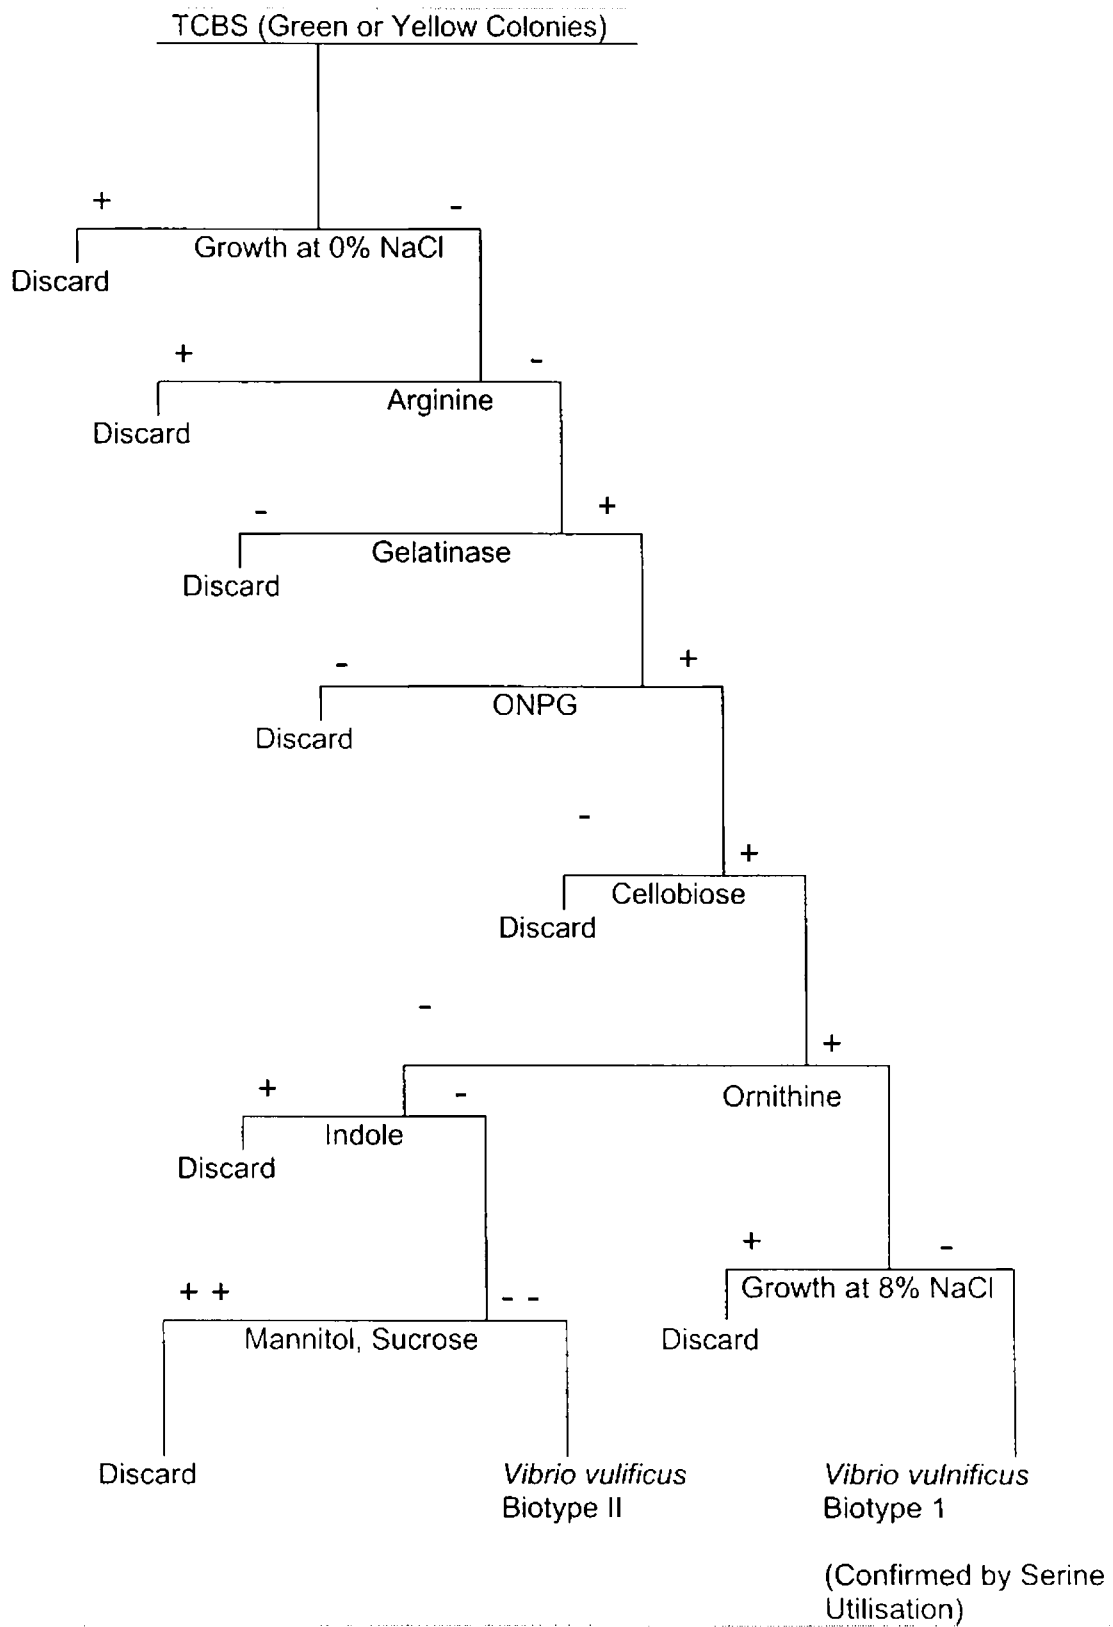 TCBS (Green or Yellow Colonies)
+ -
Growth at 0% NaCl
Discard
+ -
Arginine
Discard
- +
Gelatinase
Discard
- +
ONPG
Discard
- +
Cellobiose
Discard
- +
Ornithine
+ -
Indole
Discard
+ -
Growth at 8% NaCl
+ + - -
Mannitol, Sucrose
Discard
Discard
Vibrio vulificus
Biotype II
Vibrio vulnificus
Biotype 1
(Confirmed by Serine
Utilisation)